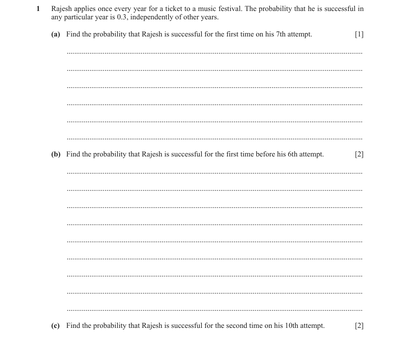 1 Rajesh applies once every year for a ticket to a music festival. The probability that he is successful in
any particular year is 0.3, independently of other years.
(a) Find the probability that Rajesh is successful for the first time on his 7th attempt. [1]
(b) Find the probability that Rajesh is successful for the first time before his 6th attempt. [2]
(c) Find the probability that Rajesh is successful for the second time on his 10th attempt. [2]